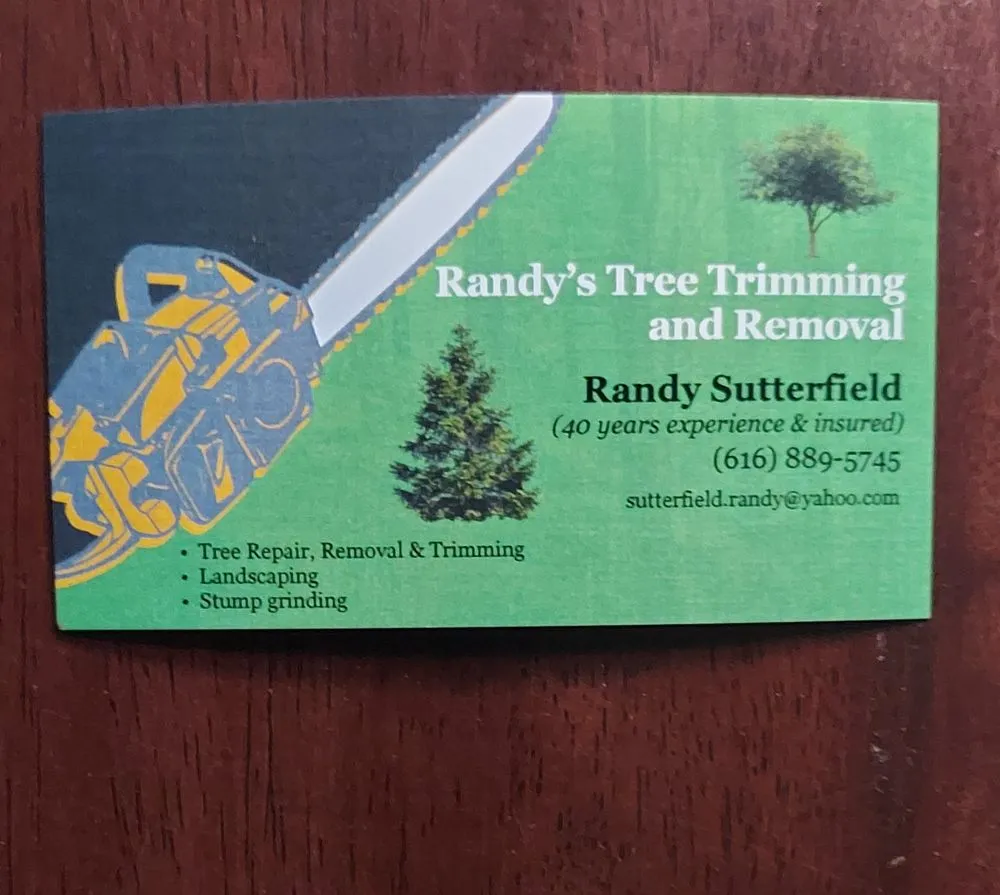 Randy's Tree Trimming
and Removal
Randy Sutterfield
(40 years experience & insured)
(616) 889-5745
sutterfield.randy@yahoo.com
• Tree Repair, Removal & Trimming
• Landscaping
• Stump grinding